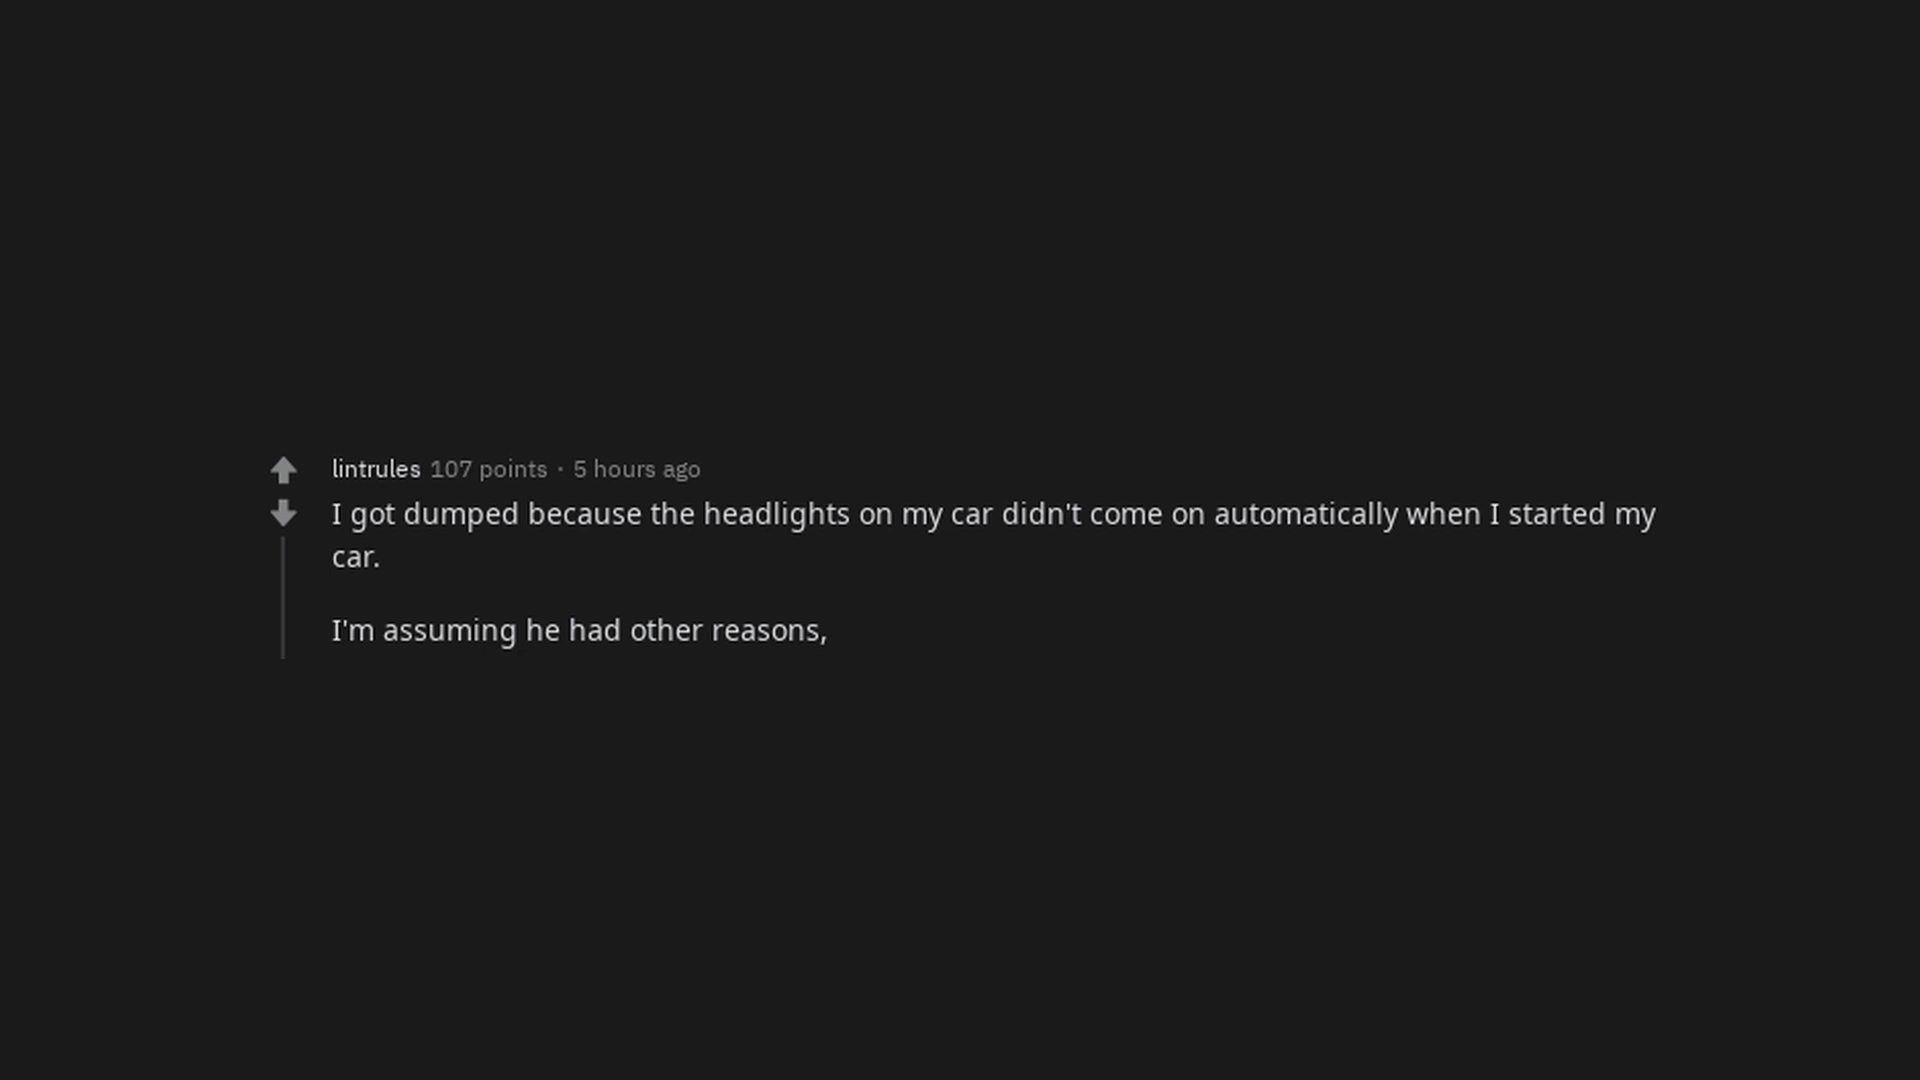 lintrules 107 points · 5 hours ago
I got dumped because the headlights on my car didn't come on automatically when I started my
car.
I'm assuming he had other reasons,